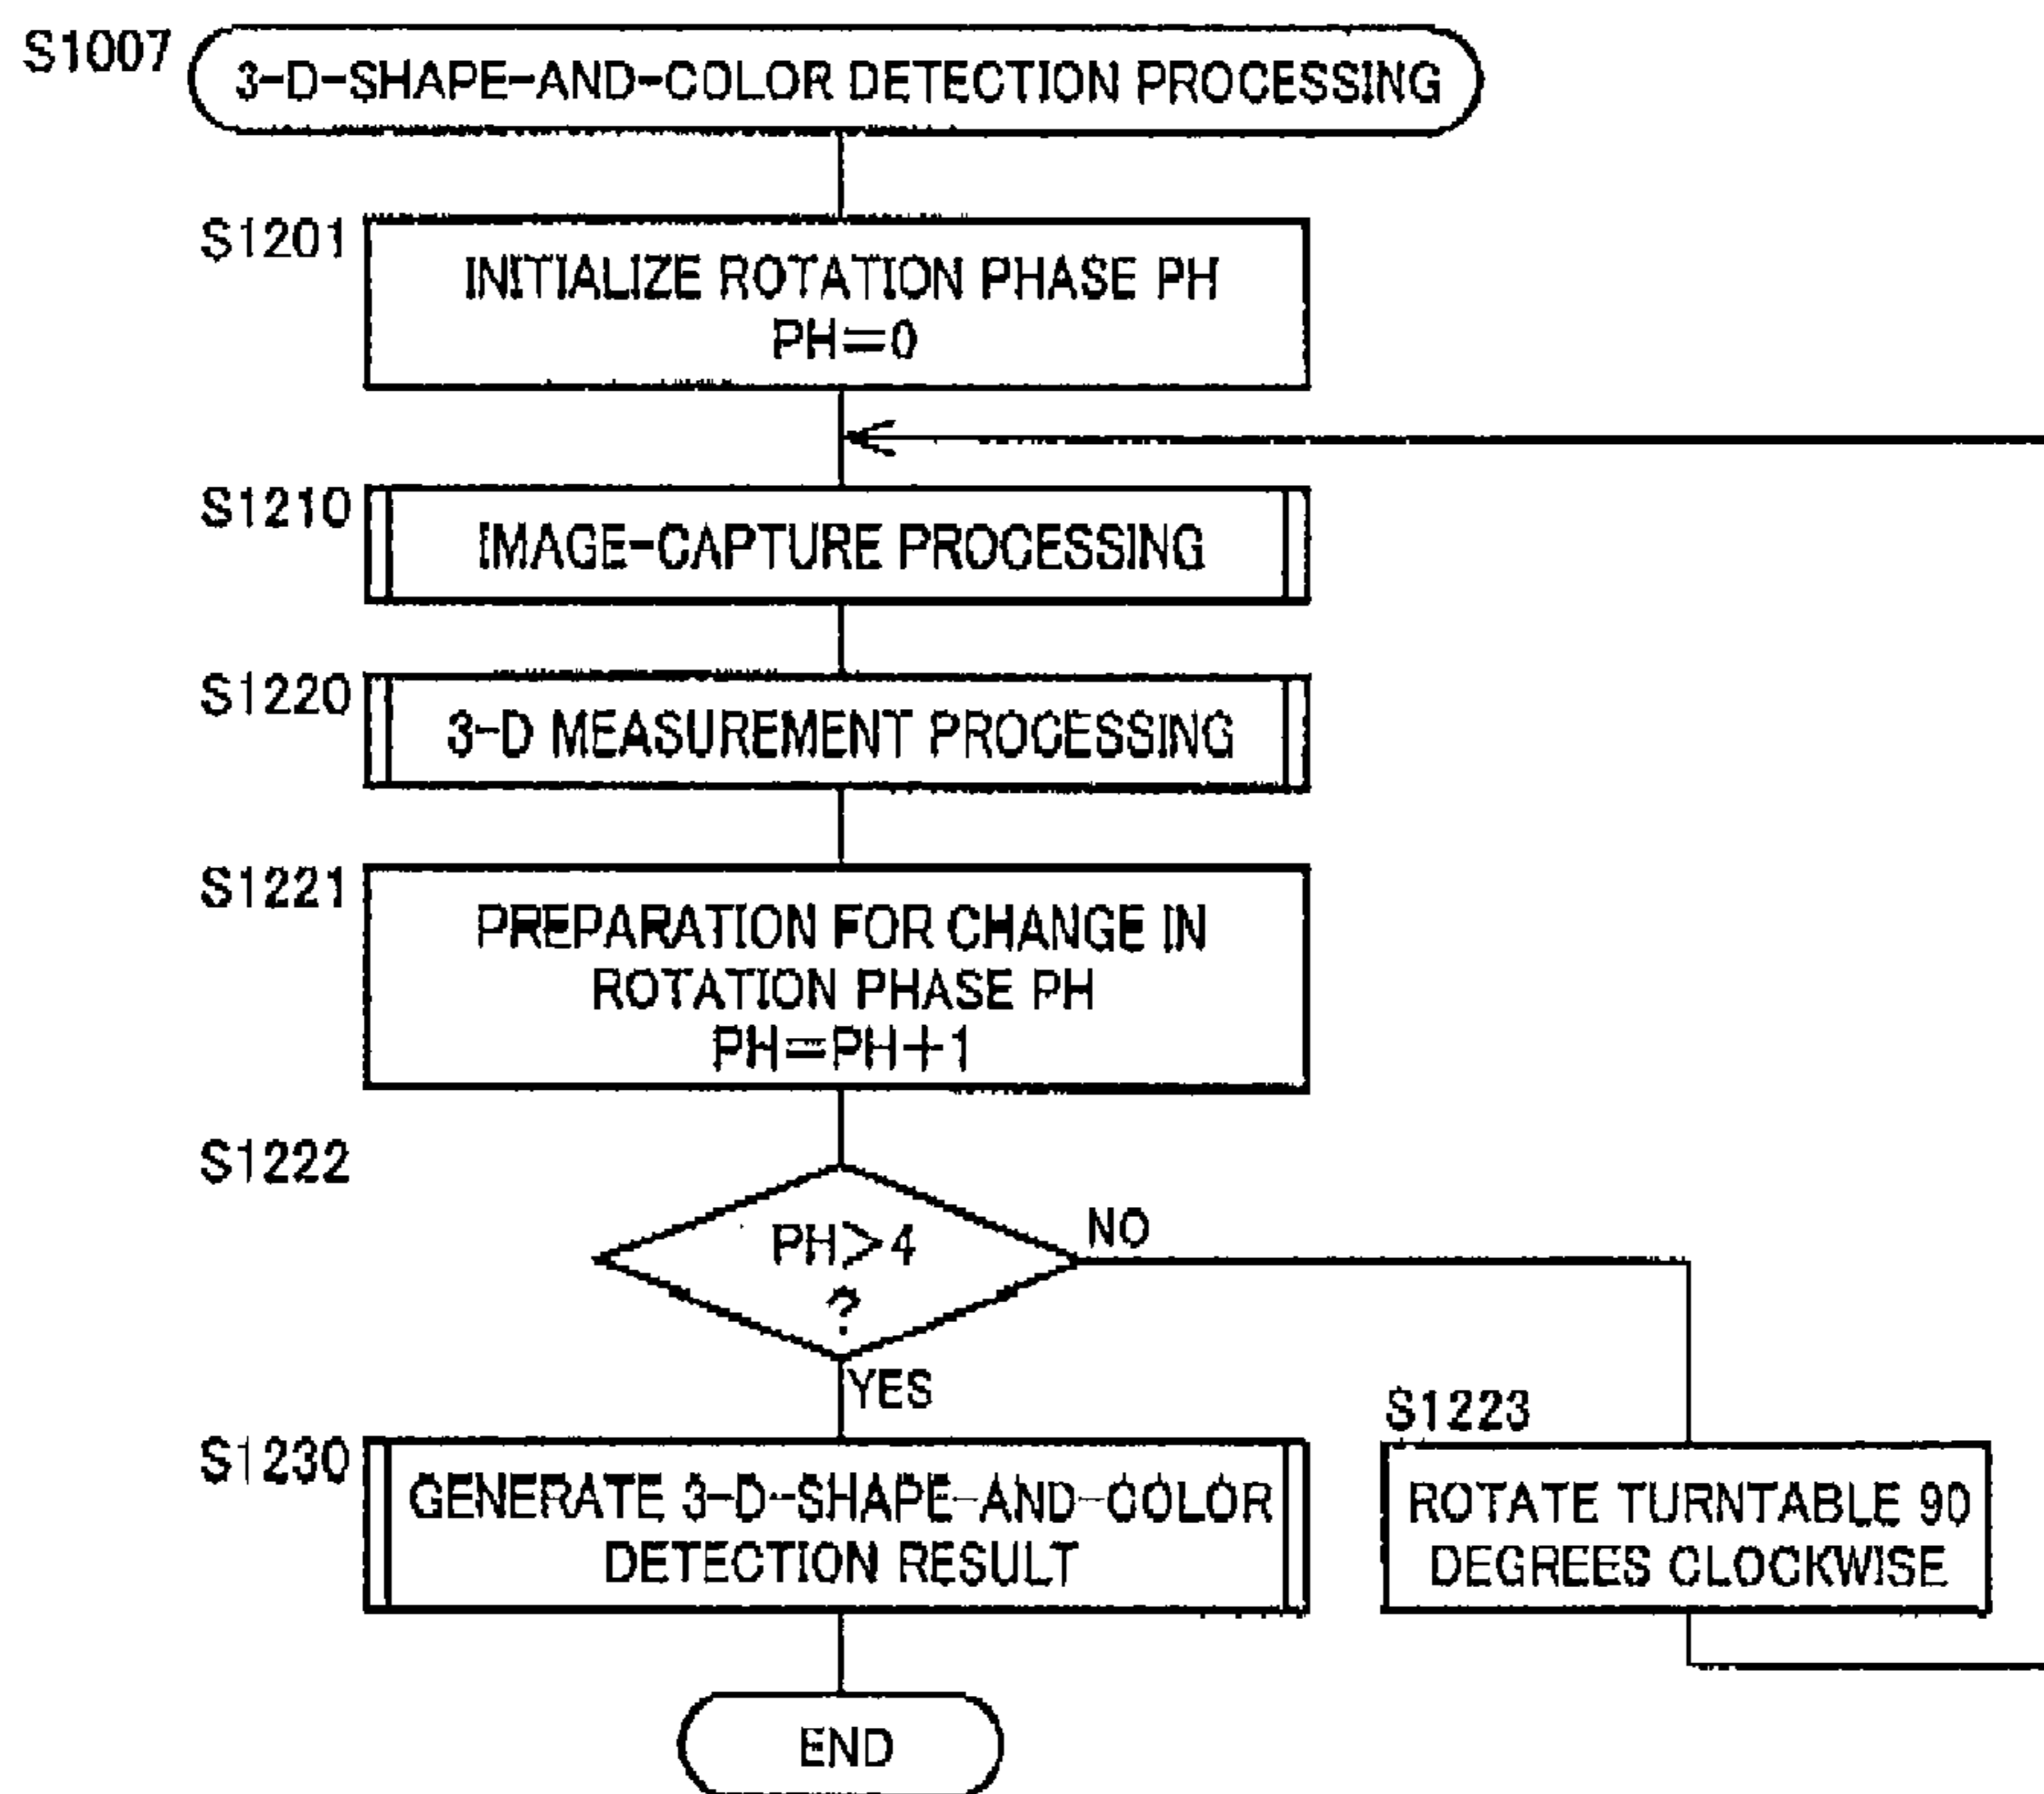 S1007
3-D-SHAPE-AND-COLOR DETECTION PROCESSING
S1201
INITIALIZE ROTATION PHASE PH
PH=0
S1210
IMAGE-CAPTURE PROCESSING
S1220
3-D MEASUREMENT PROCESSING
S1221
PREPARATION FOR CHANGE IN
ROTATION PHASE PH
PH=PH+1
S1222
PH>4
?
NO
YES
S1230
GENERATE 3-D-SHAPE-AND-COLOR
DETECTION RESULT
S1223
ROTATE TURNTABLE 90
DEGREES CLOCKWISE
END